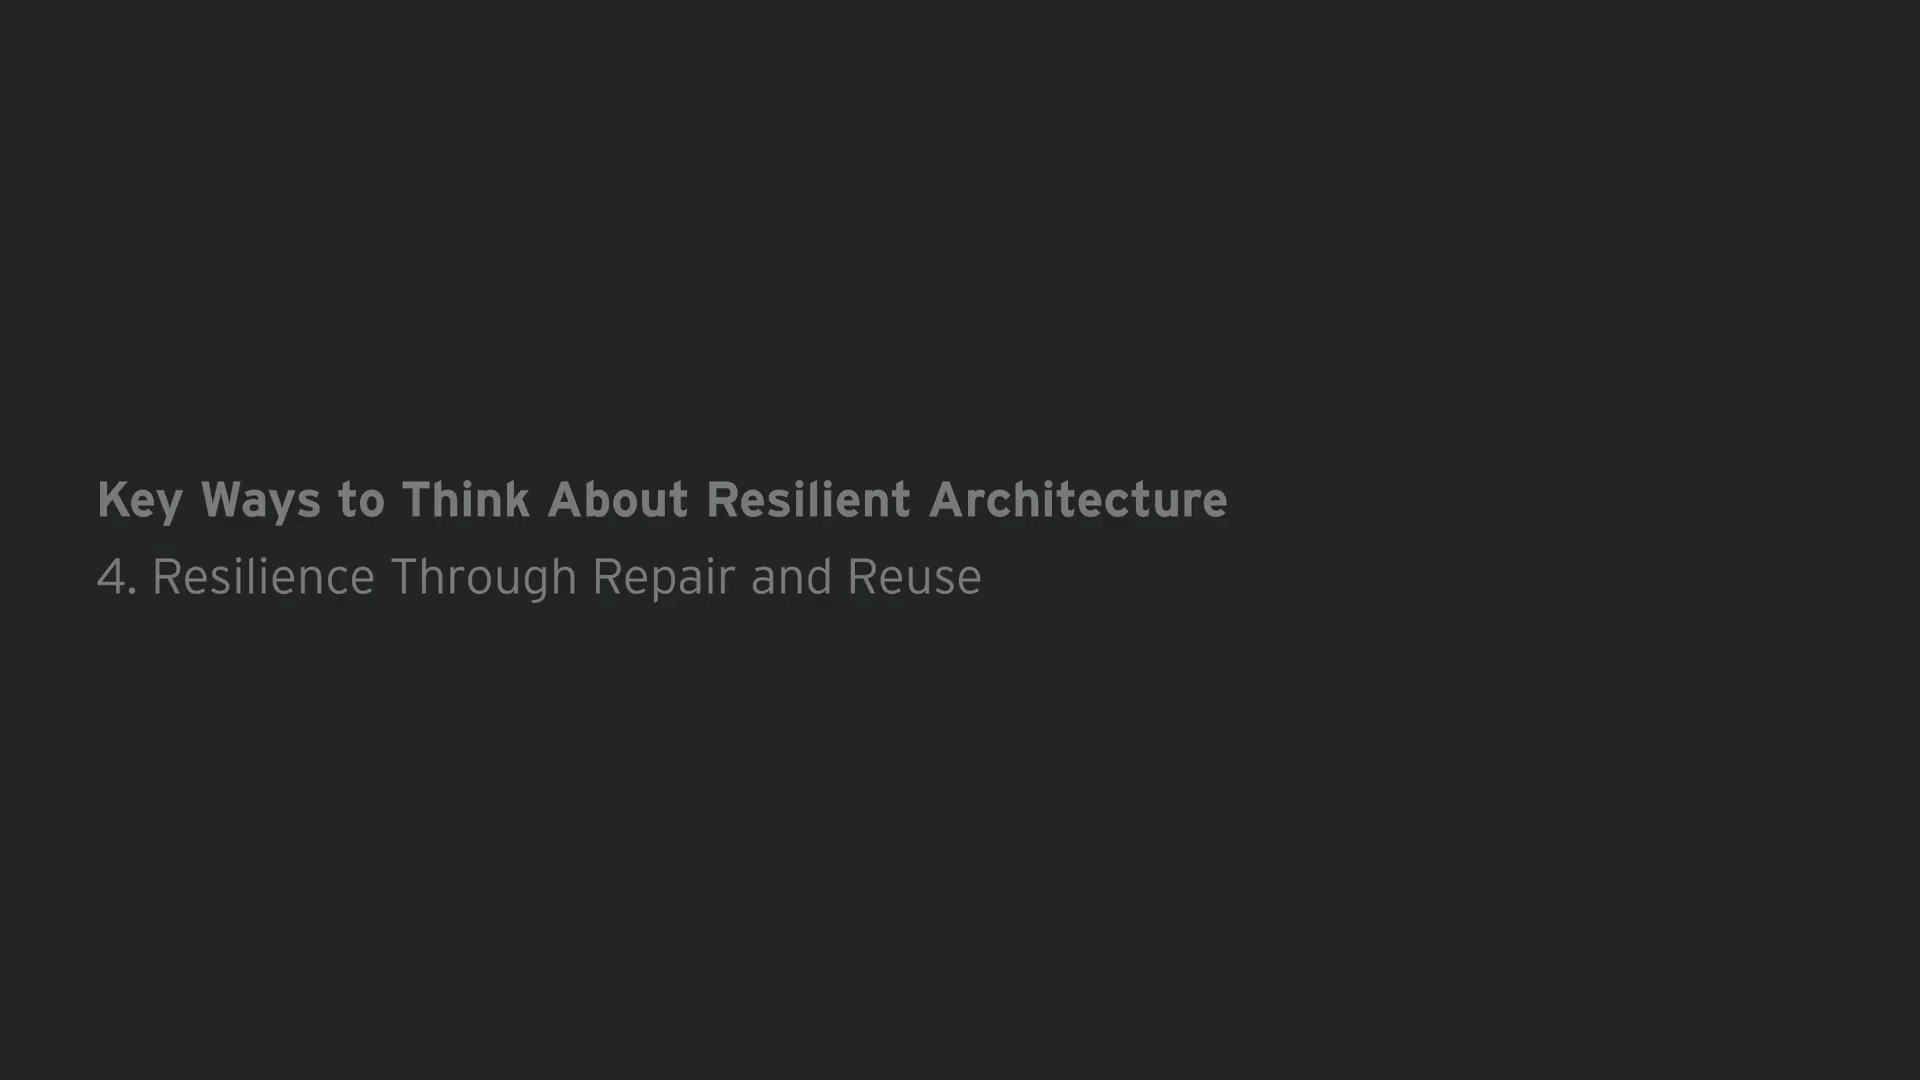 Key Ways to Think About Resilient Architecture
4. Resilience Through Repair and Reuse